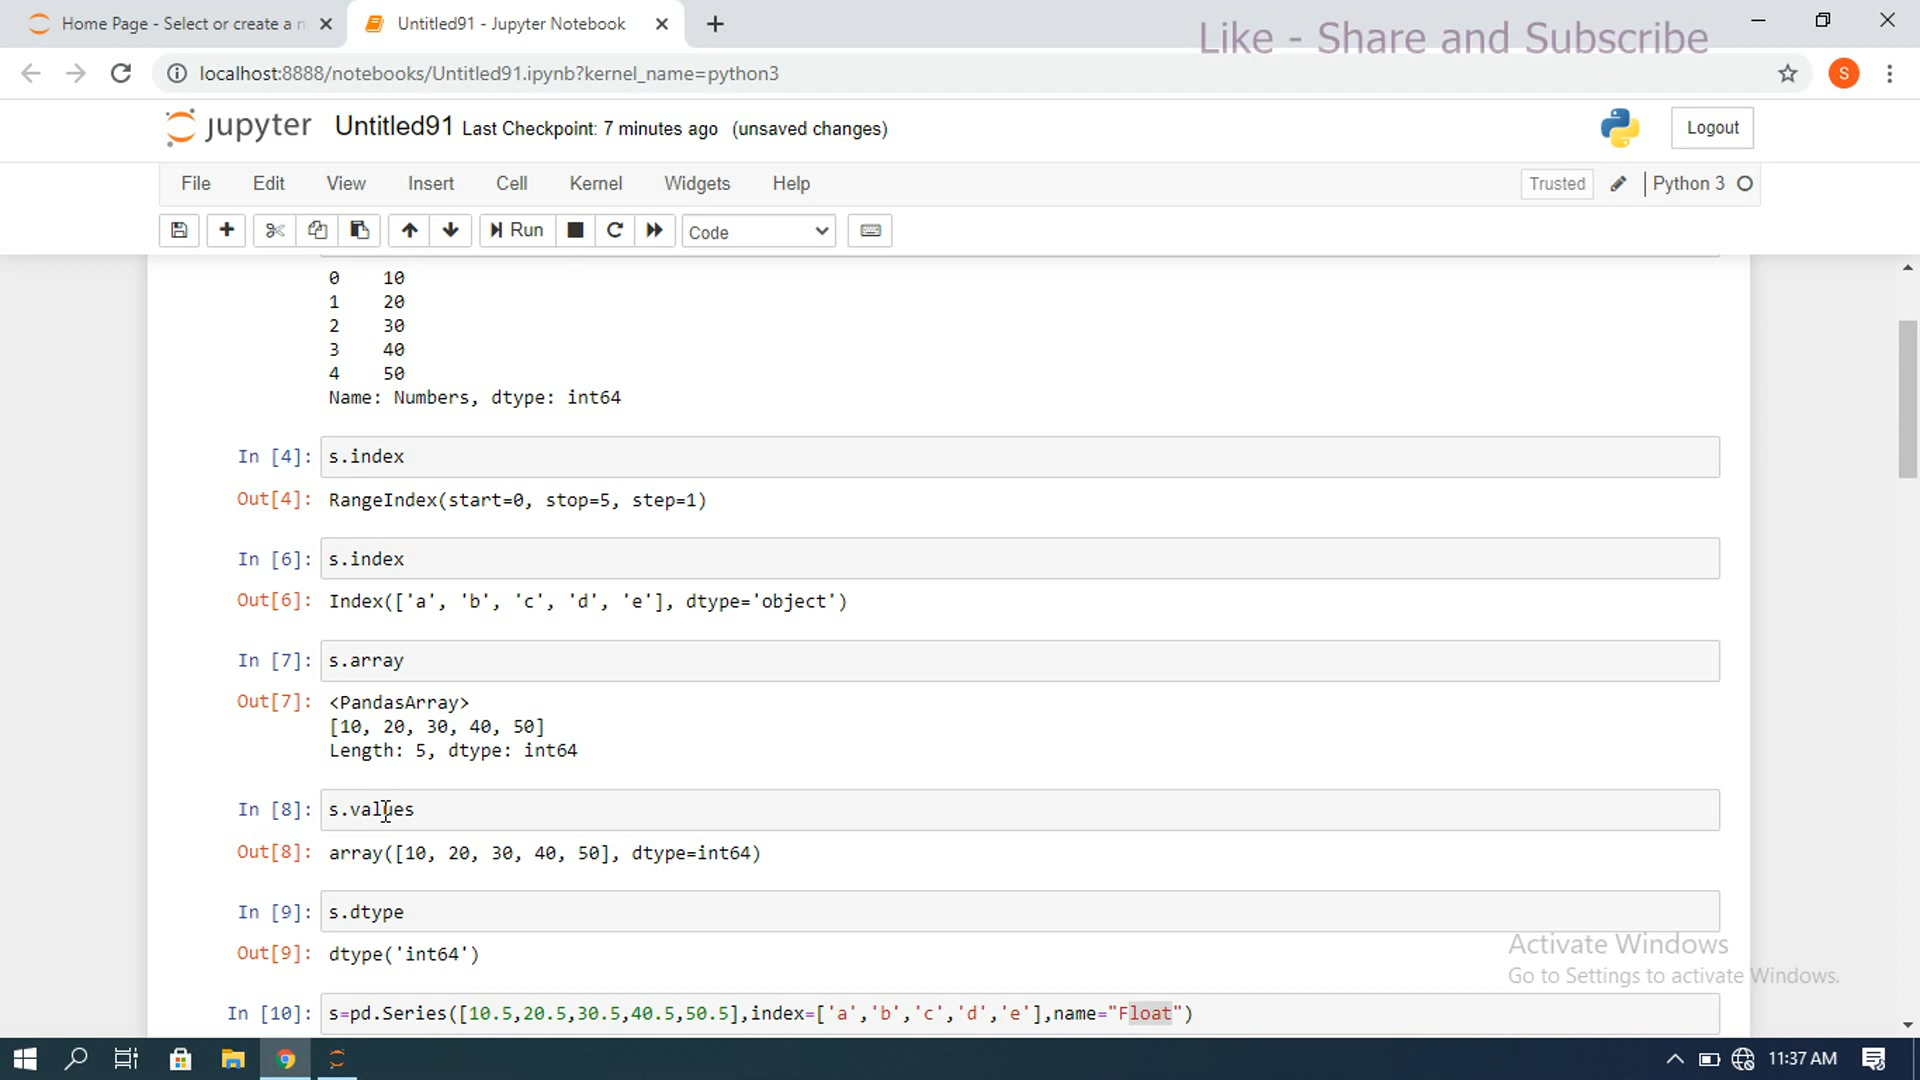 Home Page - Select or create a n
Untitled91 - Jupyter Notebook
Like - Share and Subscribe
localhost:8888/notebooks/Untitled91.ipynb?kernel_name=python3
S
jupyter Untitled91 Last Checkpoint: 7 minutes ago (unsaved changes)
Logout
File Edit View Insert Cell Kernel Widgets Help
Trusted Python 3
Run Code
0 10
1 20
2 30
3 40
4 50
Name: Numbers, dtype: int64
In [4]: s.index
Out[4]: RangeIndex(start=0, stop=5, step=1)
In [6]: s.index
Out[6]: Index(['a', 'b', 'c', 'd', 'e'], dtype='object')
In [7]: s.array
Out[7]: <PandasArray>
[10, 20, 30, 40, 50]
Length: 5, dtype: int64
In [8]: s.values
Out[8]: array([10, 20, 30, 40, 50], dtype=int64)
In [9]: s.dtype
Out[9]: dtype('int64')
Activate Windows
Go to Settings to activate Windows.
In [10]: s=pd.Series([10.5,20.5,30.5,40.5,50.5],index=['a','b','c','d','e'],name="Float")
11:37 AM